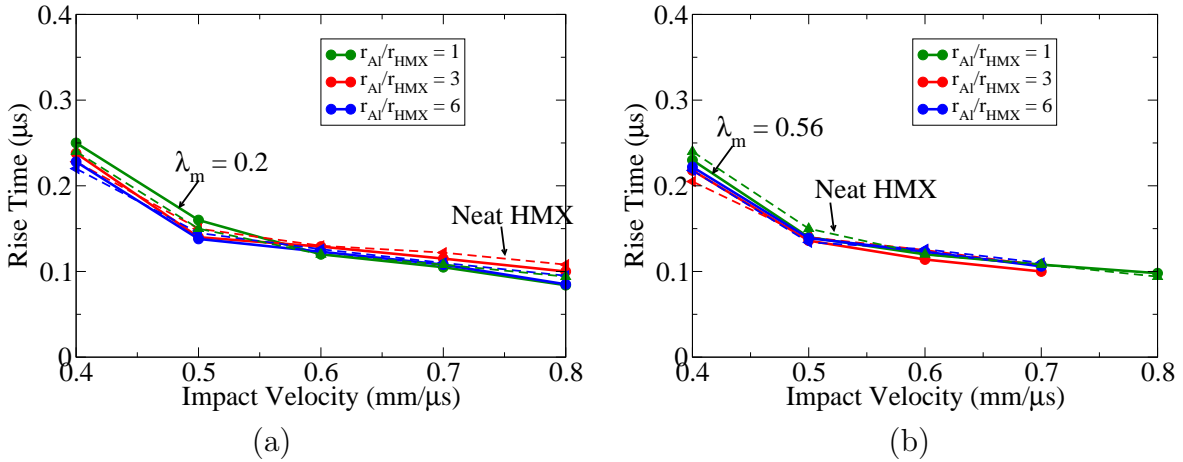 0.4
0.3
0.2
0.1
0
Rise Time (μs)
r_Al/r_HMX = 1
r_Al/r_HMX = 3
r_Al/r_HMX = 6
λ_m = 0.2
Neat HMX
0.4 0.5 0.6 0.7 0.8
Impact Velocity (mm/μs)
(a)
0.4
0.3
0.2
0.1
0
Rise Time (μs)
r_Al/r_HMX = 1
r_Al/r_HMX = 3
r_Al/r_HMX = 6
λ_m = 0.56
Neat HMX
0.4 0.5 0.6 0.7 0.8
Impact Velocity (mm/μs)
(b)